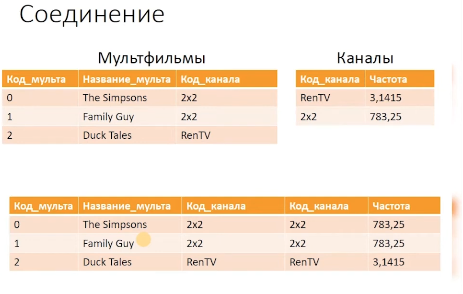 Соединение
Мультфильмы
Код_мульта Название_мульта Код_канала
0 The Simpsons 2x2
1 Family Guy 2x2
2 Duck Tales RenTV
Каналы
Код_канала Частота
RenTV 3,1415
2x2 783,25
Код_мульта Название_мульта Код_канала Код_канала Частота
0 The Simpsons 2x2 2x2 783,25
1 Family Guy 2x2 2x2 783,25
2 Duck Tales RenTV RenTV 3,1415